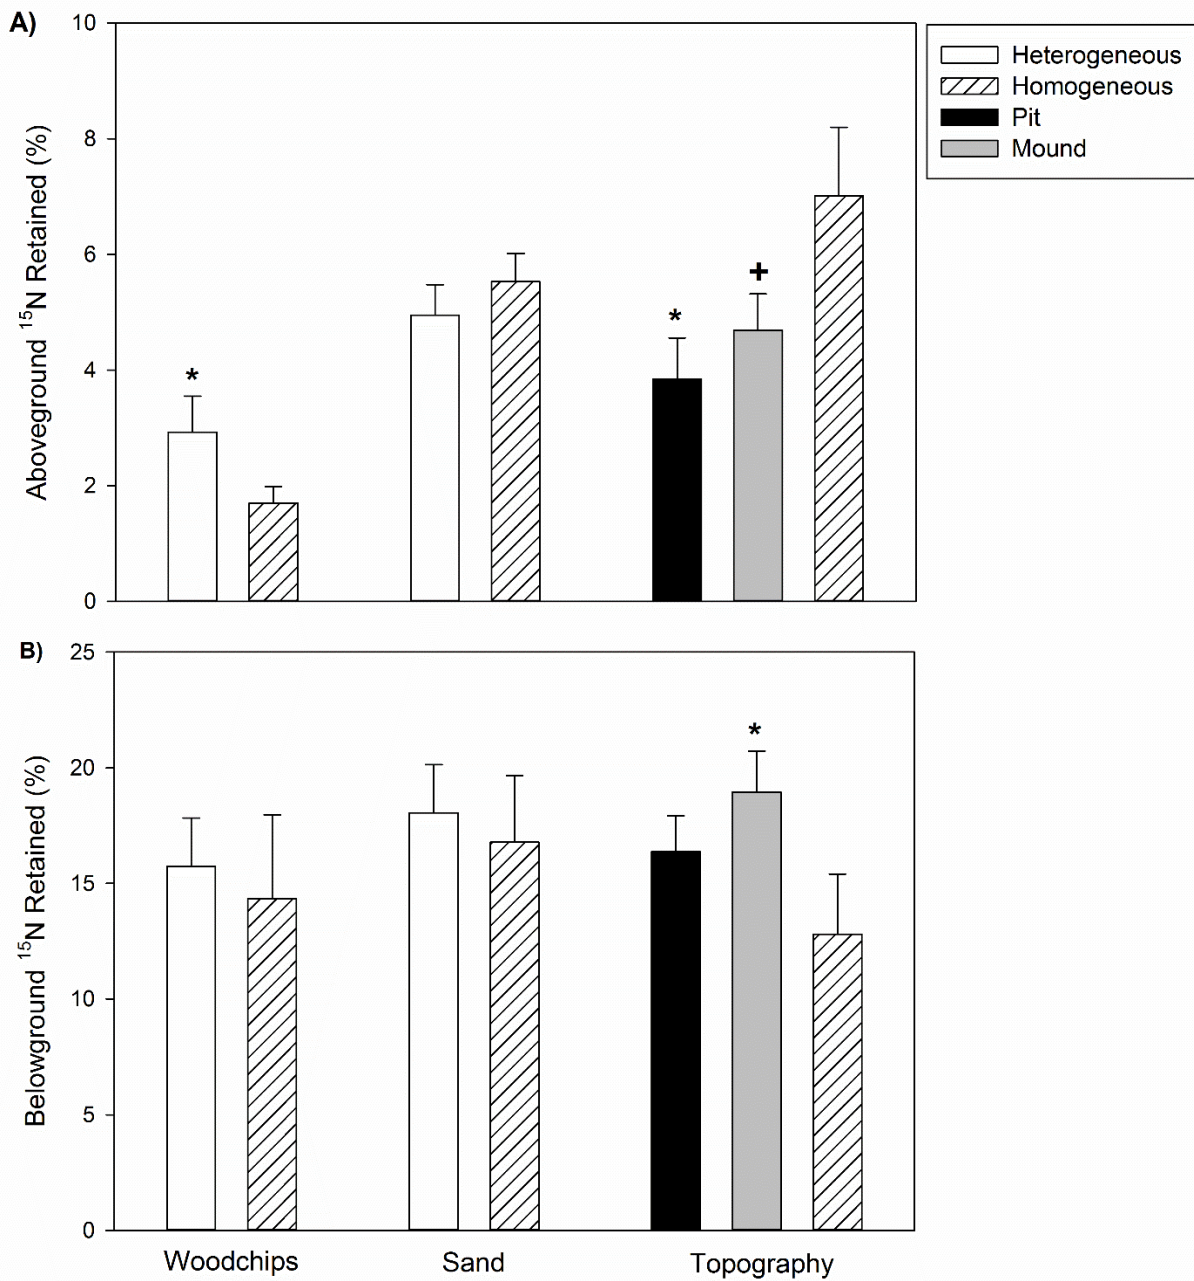 A)
10
8
6
4
2
0
Aboveground ¹⁵N Retained (%)
*
*
+
Heterogeneous
Homogeneous
Pit
Mound
B)
25
20
15
10
5
0
Belowground ¹⁵N Retained (%)
*
Woodchips Sand Topography